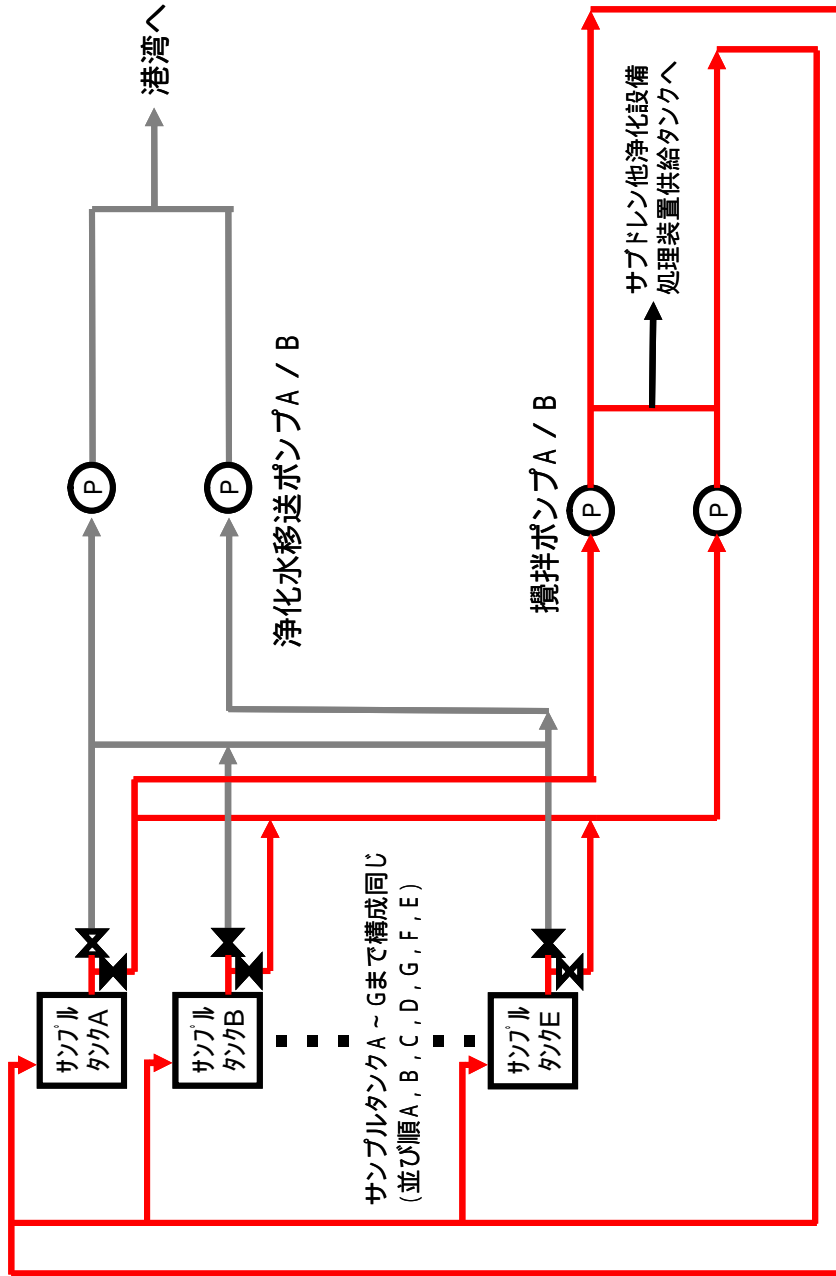 港湾へ
P
P
浄化水移送ポンプA / B
サブドレン他浄化設備
処理装置供給タンクへ
攪拌ポンプA / B
P
P
サンプル
タンクA
サンプル
タンクB
サンプルタンクA ~ Gまで構成同じ
(並び順A , B , C , D , G , F , E )
サンプル
タンクE